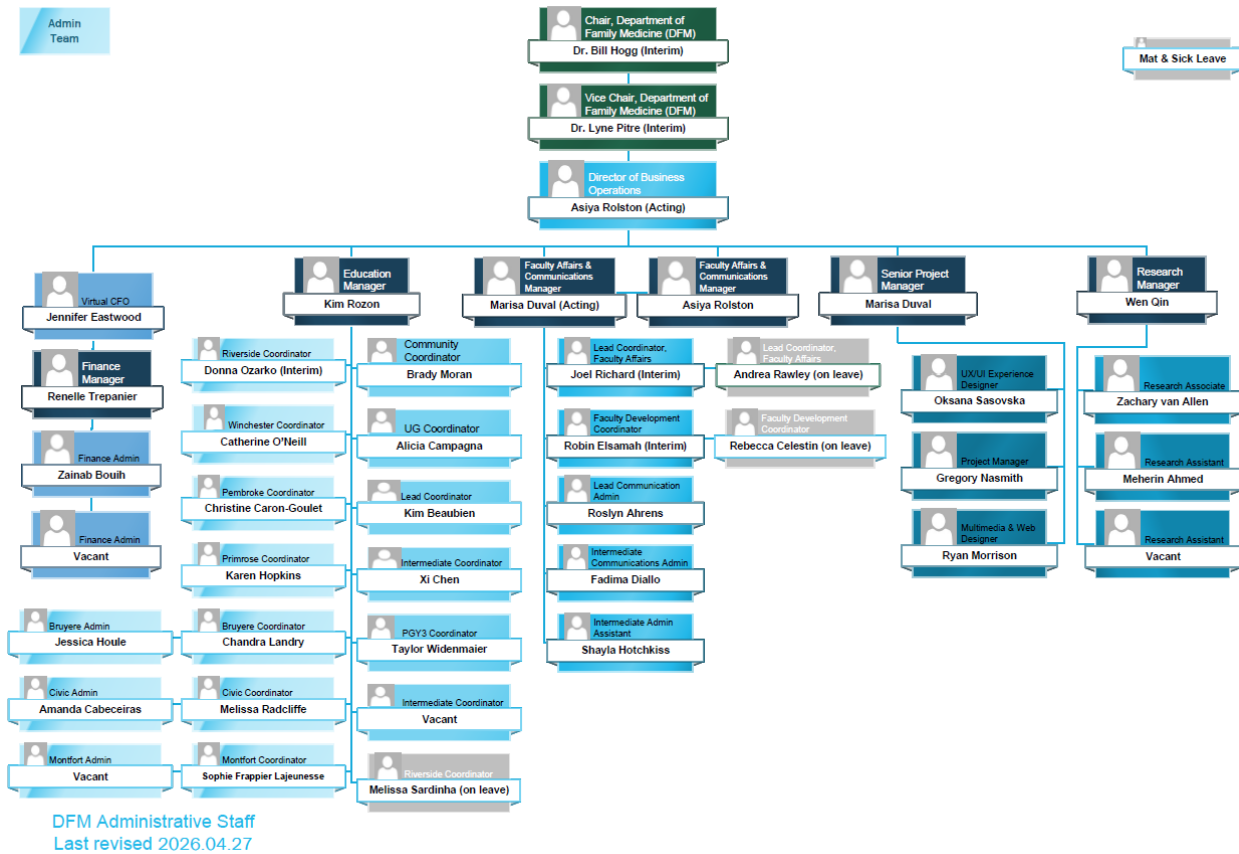 Admin
Team
Chair, Department of
Family Medicine (DFM)
Dr. Bill Hogg (Interim)
Mat & Sick Leave
Vice Chair, Department of
Family Medicine (DFM)
Dr. Lyne Pitre (Interim)
Director of Business
Operations
Asiya Rolston (Acting)
Virtual CFO
Jennifer Eastwood
Education
Manager
Kim Rozon
Faculty Affairs &
Communications
Manager
Marisa Duval (Acting)
Faculty Affairs &
Communications
Manager
Asiya Rolston
Senior Project
Manager
Marisa Duval
Research
Manager
Wen Qin
Finance
Manager
Renelle Trepanier
Finance Admin
Zainab Bouih
Finance Admin
Vacant
Riverside Coordinator
Donna Ozarko (Interim)
Community
Coordinator
Brady Moran
Winchester Coordinator
Catherine O'Neill
UG Coordinator
Alicia Campagna
Pembroke Coordinator
Christine Caron-Goulet
Lead Coordinator
Kim Beaubien
Primrose Coordinator
Karen Hopkins
Intermediate Coordinator
Xi Chen
Bruyere Admin
Jessica Houle
Bruyere Coordinator
Chandra Landry
PGY3 Coordinator
Taylor Widenmaier
Civic Admin
Amanda Cabeceiras
Civic Coordinator
Melissa Radcliffe
Intermediate Coordinator
Vacant
Montfort Admin
Vacant
Montfort Coordinator
Sophie Frappier Lajeunesse
Riverside Coordinator
Melissa Sardinha (on leave)
Lead Coordinator,
Faculty Affairs
Joel Richard (Interim)
Lead Coordinator,
Faculty Affairs
Andrea Rawley (on leave)
Faculty Development
Coordinator
Robin Elsamah (Interim)
Faculty Development
Coordinator
Rebecca Celestin (on leave)
Lead Communication
Admin
Roslyn Ahrens
Intermediate
Communications Admin
Fadima Diallo
Intermediate Admin
Assistant
Shayla Hotchkiss
UX/UI Experience
Designer
Oksana Sasovska
Project Manager
Gregory Nasmith
Multimedia & Web
Designer
Ryan Morrison
Research Associate
Zachary van Allen
Research Assistant
Meherin Ahmed
Research Assistant
Vacant
DFM Administrative Staff
Last revised 2026.04.27